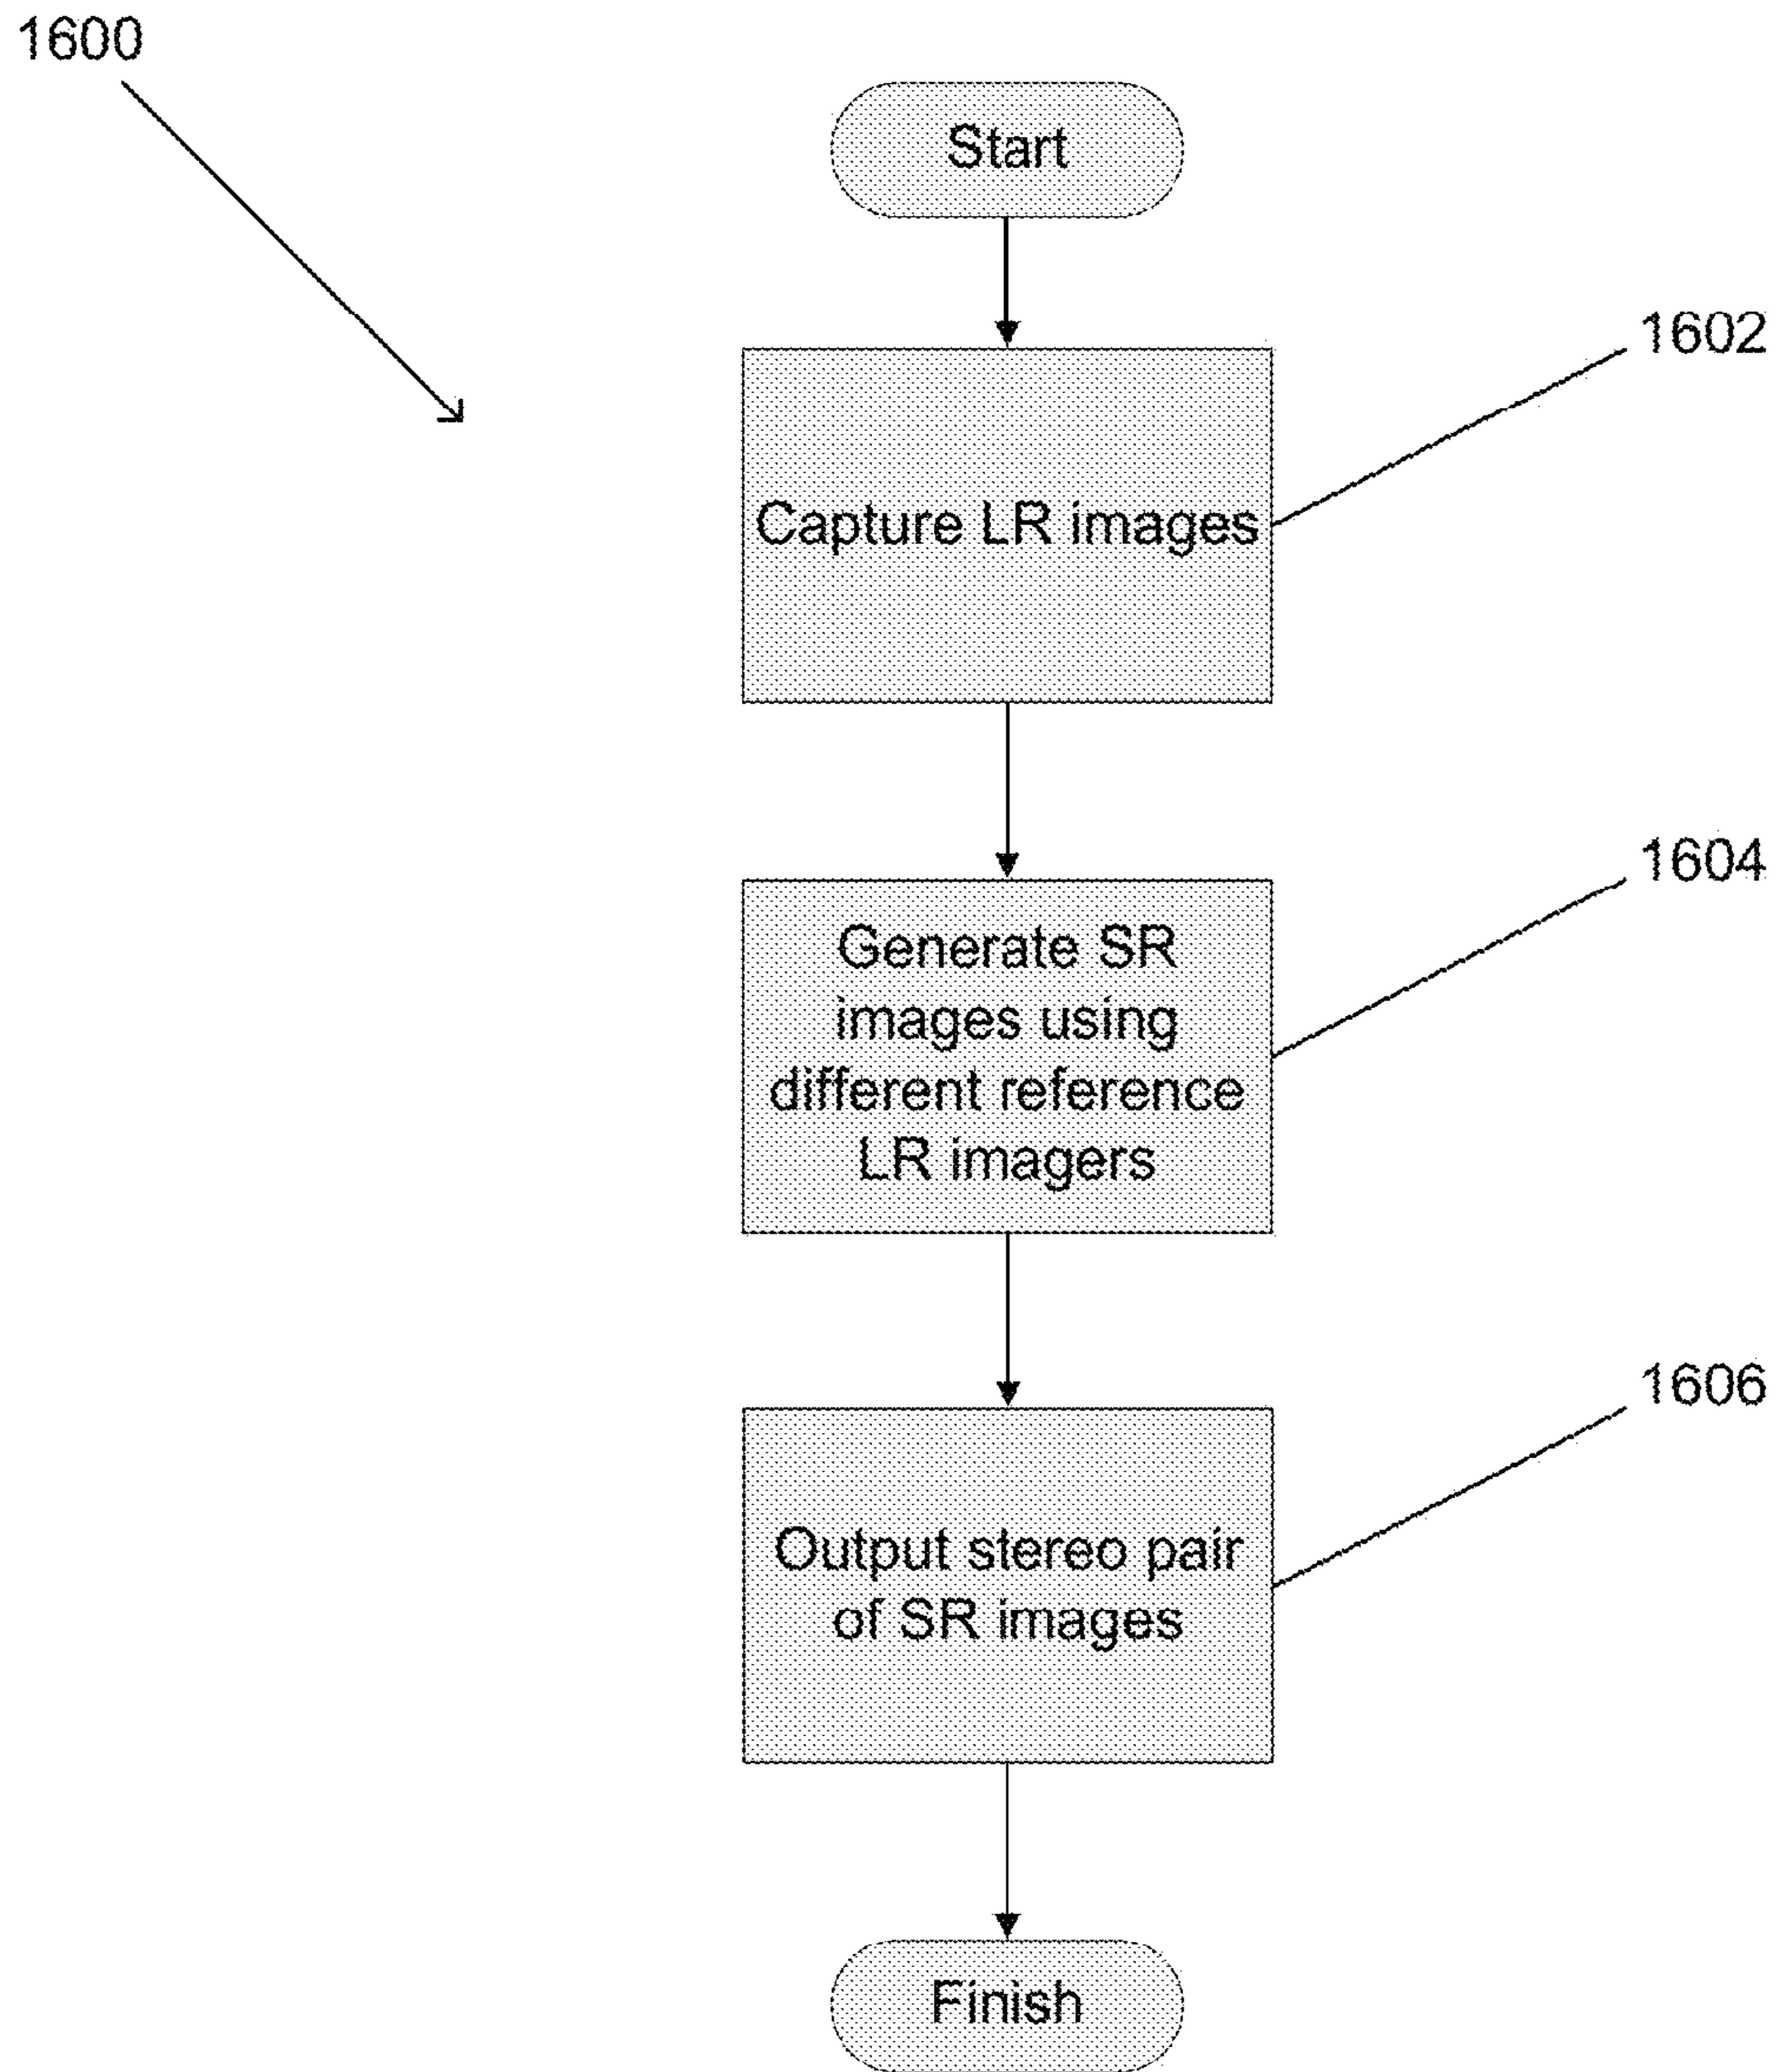 1600
Start
1602
Capture LR images
1604
Generate SR
images using
different reference
LR imagers
1606
Output stereo pair
of SR images
Finish